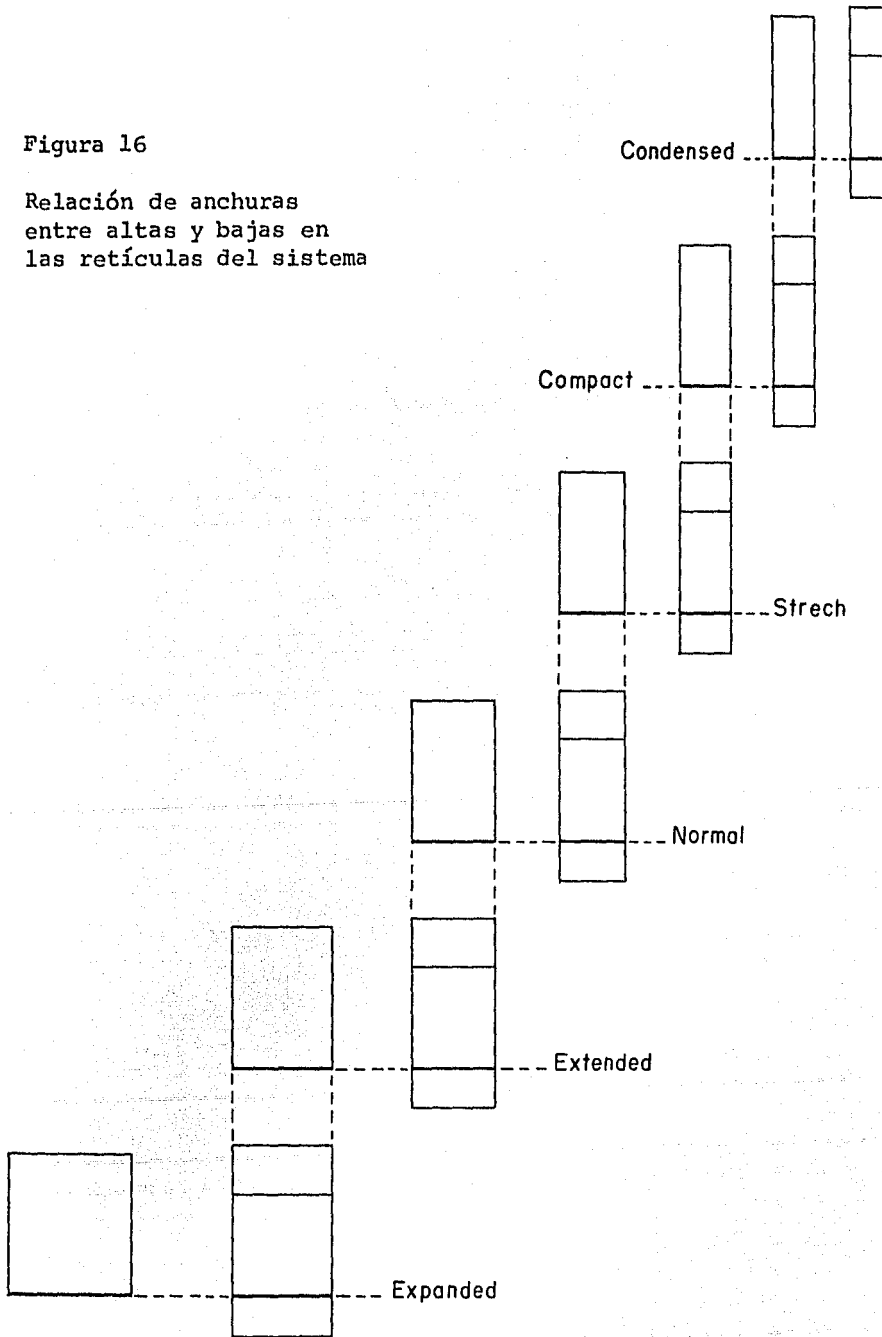 Figura 16
Relación de anchuras
entre altas y bajas en
las retículas del sistema
Condensed
Compact
Strech
Normal
Extended
Expanded